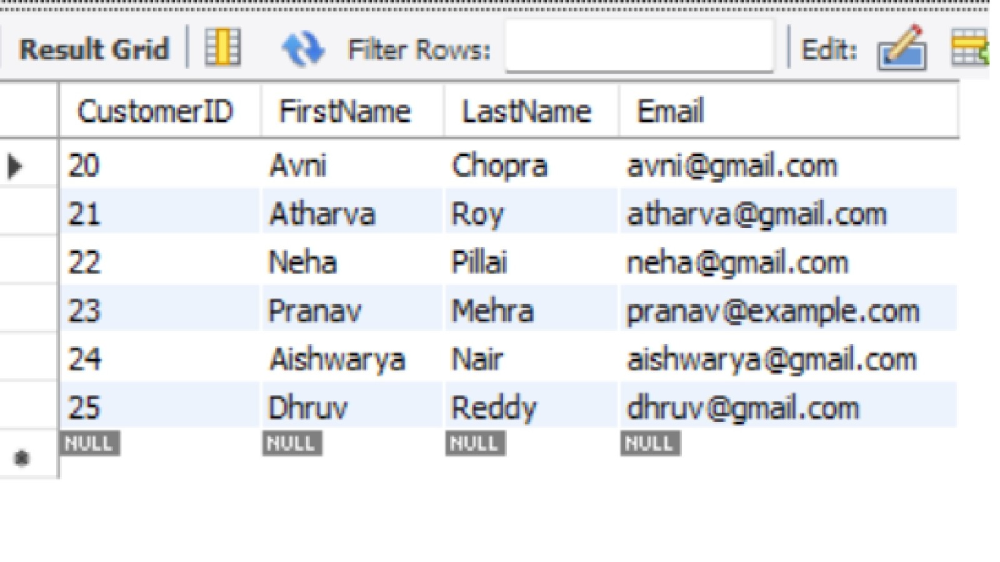 Result Grid Filter Rows: Edit:
CustomerID FirstName LastName Email
20 Avni Chopra avni@gmail.com
21 Atharva Roy atharva@gmail.com
22 Neha Pillai neha@gmail.com
23 Pranav Mehra pranav@example.com
24 Aishwarya Nair aishwarya@gmail.com
25 Dhruv Reddy dhruv@gmail.com
NULL NULL NULL NULL